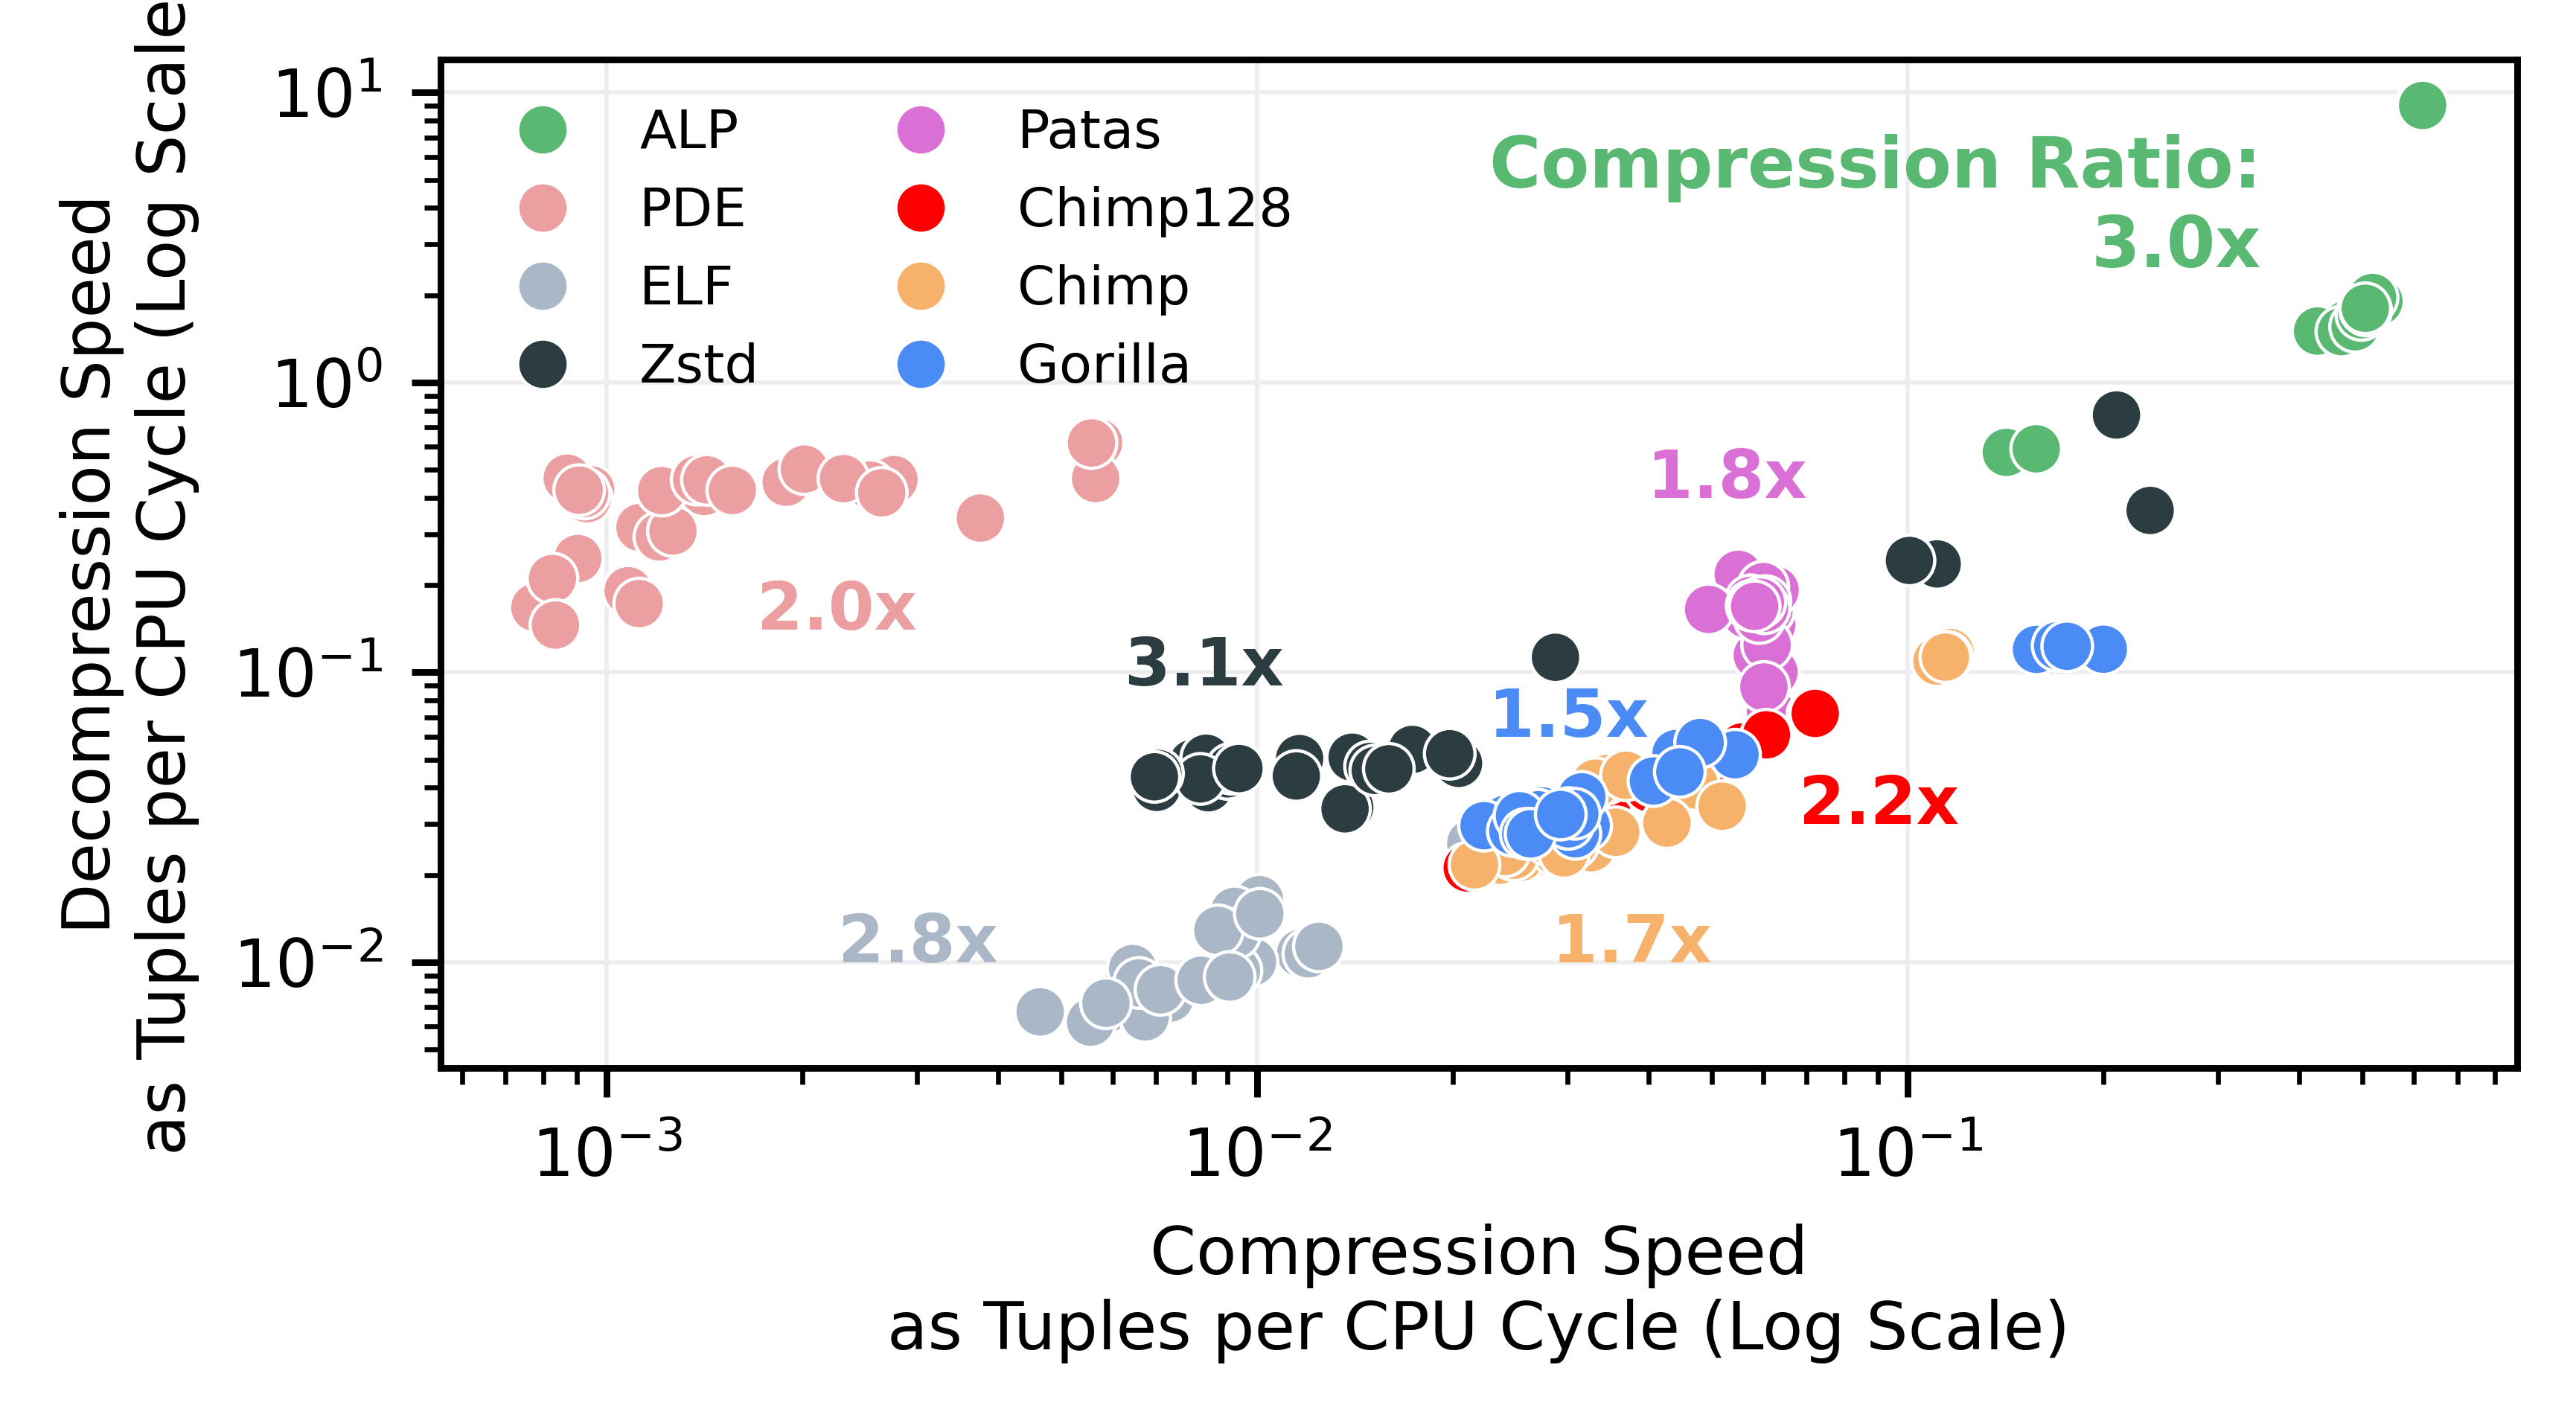 Decompression Speed
as Tuples per CPU Cycle (Log Scale
10¹
10⁰
10⁻¹
10⁻²
ALP
PDE
ELF
Zstd
Patas
Chimp128
Chimp
Gorilla
Compression Ratio:
3.0x
1.8x
2.0x
3.1x
1.5x
2.2x
2.8x
1.7x
10⁻³
10⁻²
10⁻¹
Compression Speed
as Tuples per CPU Cycle (Log Scale)